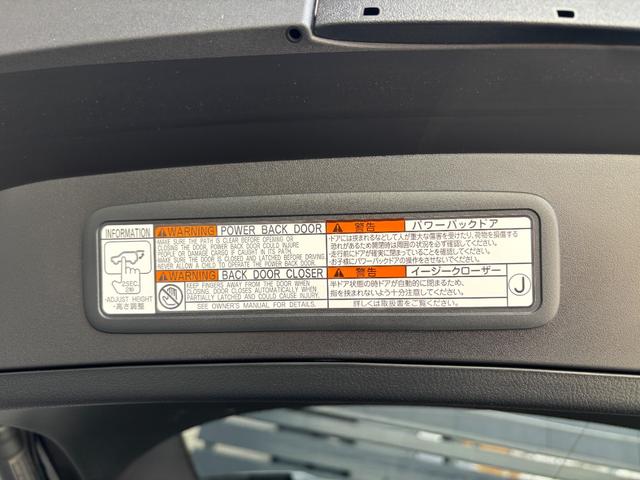 INFORMATION
2SEC.
2秒
-ADJUST HEIGHT
-高さ調整
WARNING POWER BACK DOOR
MAKE SURE THE PATH IS CLEAR BEFORE OPENING OR
CLOSING THE DOOR. POWER BACK DOOR COULD INJURE
PEOPLE OR DAMAGE CARGO IF CAUGHT IN ITS PATH.
MAKE SURE THE DOOR IS CLOSED AND LATCHED BEFORE DRIVING.
NEVER ALLOW A CHILD TO OPERATE THE POWER BACK DOOR.
WARNING BACK DOOR CLOSER
KEEP FINGERS AWAY FROM THE DOOR WHEN
CLOSING. DOOR CLOSES AUTOMATICALLY WHEN
PARTIALLY LATCHED AND COULD CAUSE INJURY.
SEE OWNER'S MANUAL FOR DETAILS.
警告 パワーバックドア
・ドアには挟まれるなどして人が重大な傷害を受けたり、荷物を損傷する
恐れがあるため開閉時は周囲の状況を必ず確認してください。
・走行前にドアが確実に閉まっていることを確認してください。
・お子様にパワーバックドアの操作をさせないでください。
警告 イージークローザー
半ドア状態の時ドアが自動的に閉まるため、
指を挟まれないよう十分注意してください。
詳しくは取扱書をご覧ください。
J